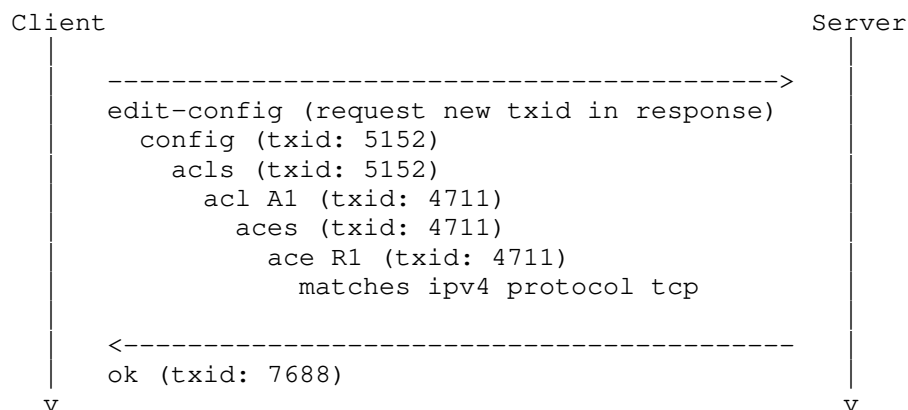 Client Server
edit-config (request new txid in response)
config (txid: 5152)
acls (txid: 5152)
acl A1 (txid: 4711)
aces (txid: 4711)
ace R1 (txid: 4711)
matches ipv4 protocol tcp
ok (txid: 7688)
v v